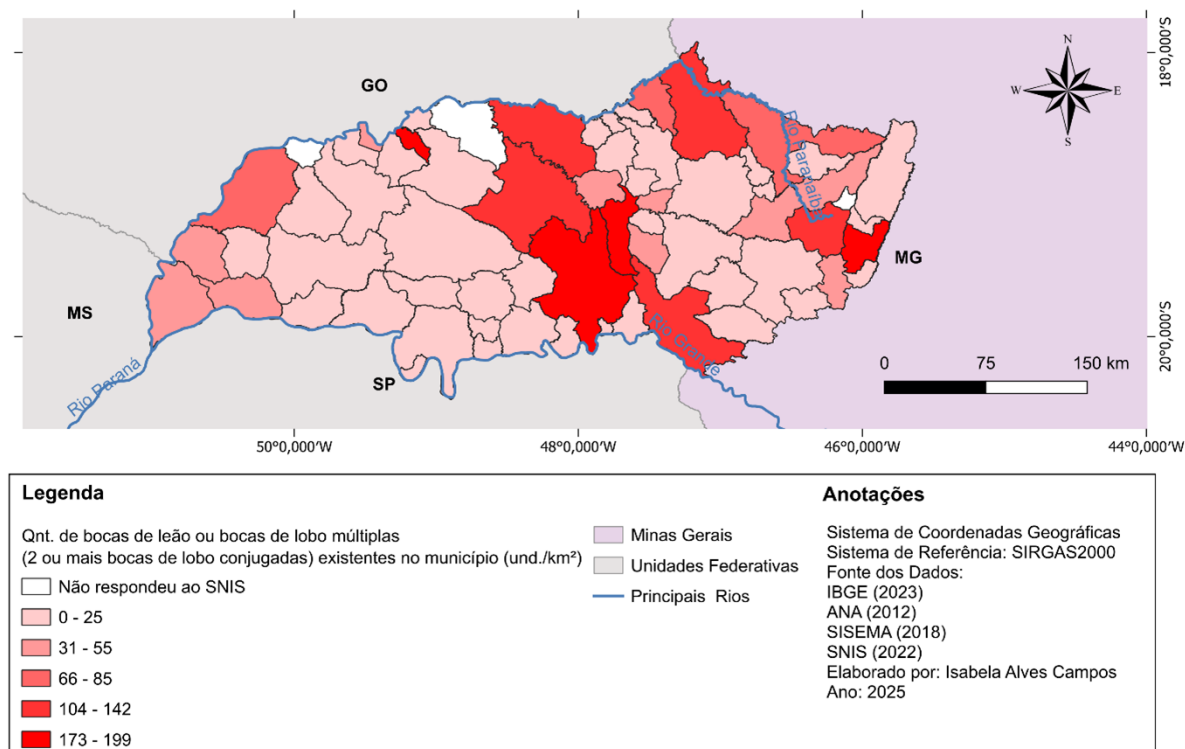 GO
N
W
E
S
18°0,000'S
Rio Paranaíba
MG
MS
Rio Grande
20°0,000'S
Rio Paraná
SP
0 75 150 km
50°0,000'W 48°0,000'W 46°0,000'W 44°0,000'W
Legenda
Qnt. de bocas de leão ou bocas de lobo múltiplas
(2 ou mais bocas de lobo conjugadas) existentes no município (und./km²)
Não respondeu ao SNIS
0 - 25
31 - 55
66 - 85
104 - 142
173 - 199
Minas Gerais
Unidades Federativas
Principais Rios
Anotações
Sistema de Coordenadas Geográficas
Sistema de Referência: SIRGAS2000
Fonte dos Dados:
IBGE (2023)
ANA (2012)
SISEMA (2018)
SNIS (2022)
Elaborado por: Isabela Alves Campos
Ano: 2025